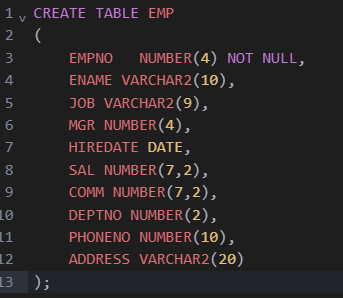 1 CREATE TABLE EMP
2 (
3 EMPNO   NUMBER(4) NOT NULL,
4 ENAME VARCHAR2(10),
5 JOB VARCHAR2(9),
6 MGR NUMBER(4),
7 HIREDATE DATE,
8 SAL NUMBER(7,2),
9 COMM NUMBER(7,2),
10 DEPTNO NUMBER(2),
11 PHONENO NUMBER(10),
12 ADDRESS VARCHAR2(20)
13 );